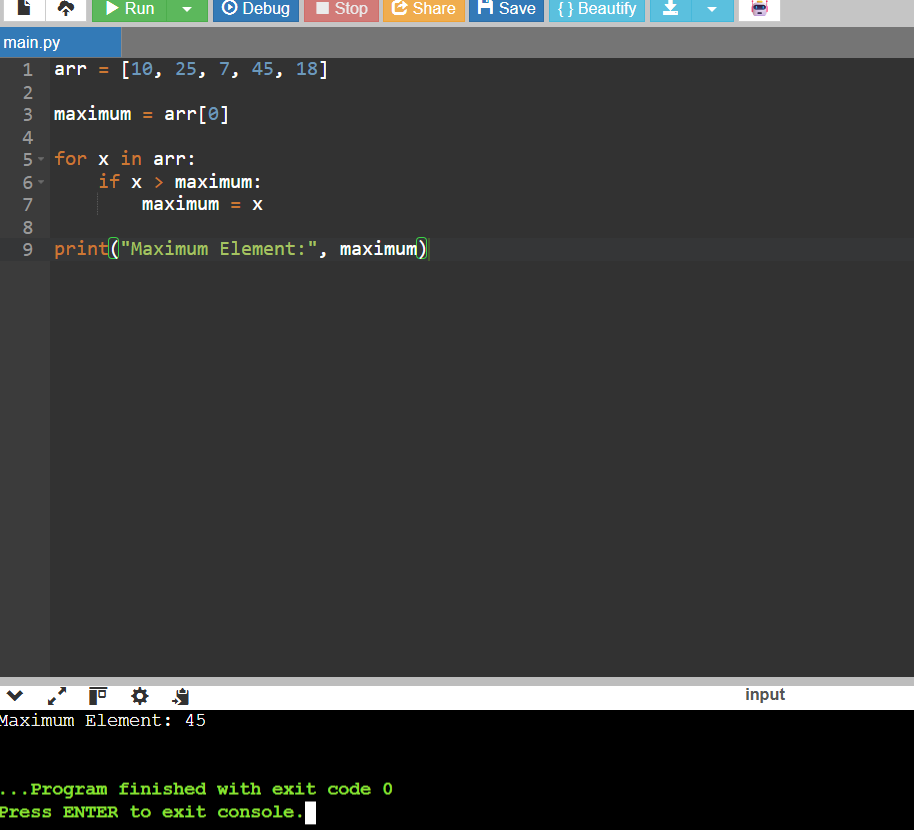 Run Debug Stop Share Save { } Beautify
main.py
1 arr = [10, 25, 7, 45, 18]
2
3 maximum = arr[0]
4
5 for x in arr:
6     if x > maximum:
7         maximum = x
8
9 print("Maximum Element:", maximum)
input
Maximum Element: 45
...Program finished with exit code 0
Press ENTER to exit console.